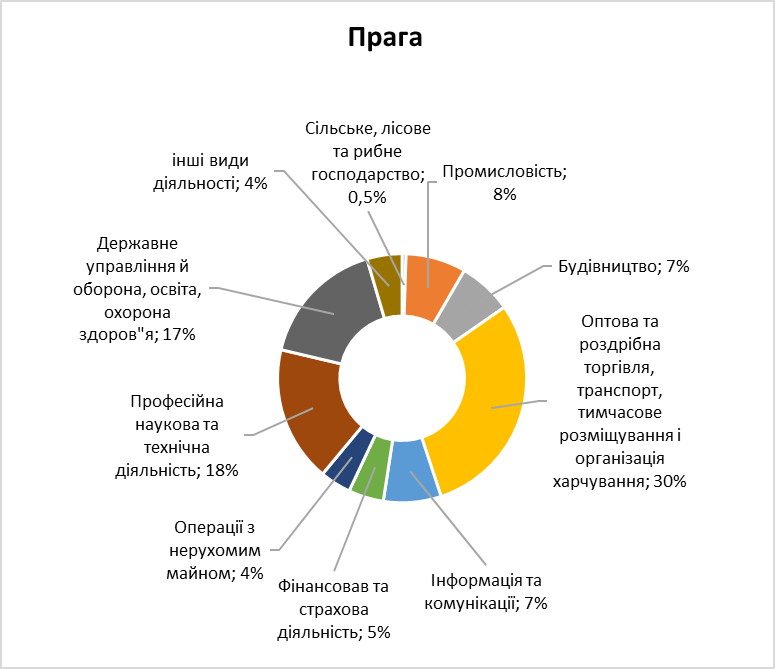 Прага
Сільське, лісове
та рибне
господарство;
0,5%
Промисловість;
8%
Будівництво; 7%
Оптова та
роздрібна
торгівля,
транспорт,
тимчасове
розміщування і
організація
харчування; 30%
Інформація та
комунікації; 7%
Фінансовав та
страхова
діяльність; 5%
Операції з
нерухомим
майном; 4%
Професійна
наукова та
технічна
діяльність; 18%
Державне
управління й
оборона, освіта,
охорона
здоров"я; 17%
інші види
діяльності; 4%